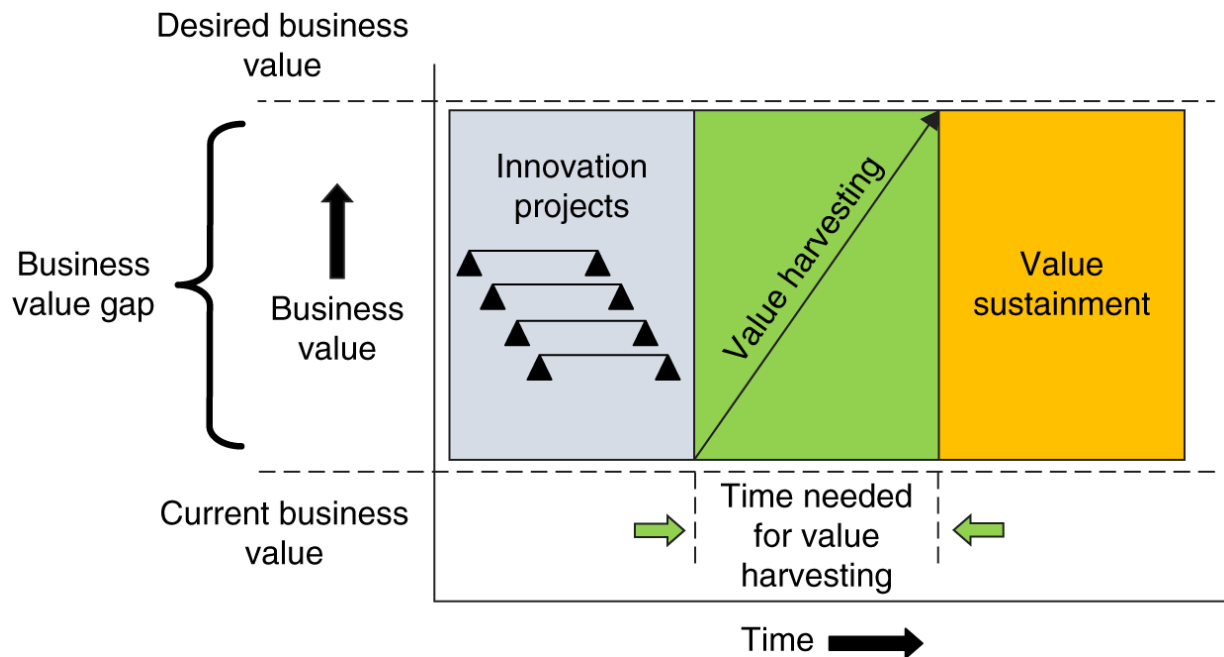 Desired business
value
Innovation
projects
Value harvesting
Value
sustainment
Business
value gap
Business
value
Current business
value
Time needed
for value
harvesting
Time